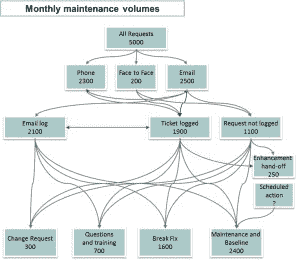 Monthly maintenance volumes
All Requests
5000
Phone
2300
Face to Face
200
Email
2500
Email log
2100
Ticket logged
1900
Request not logged
1100
Enhancement
hand-off
250
Scheduled
action
?
Change Request
300
Questions
and training
700
Break Fix
1600
Maintenance and
Baseline
2400